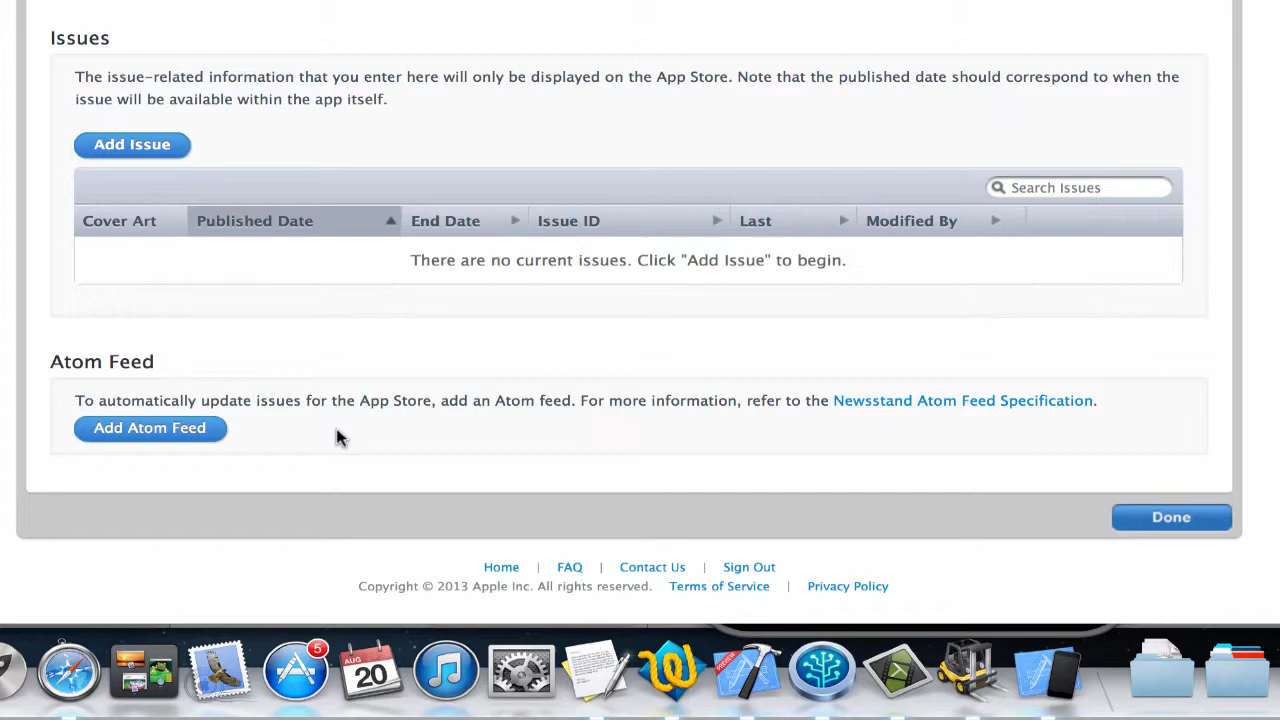 Issues
The issue-related information that you enter here will only be displayed on the App Store. Note that the published date should correspond to when the
issue will be available within the app itself.
Add Issue
Search Issues
Cover Art Published Date End Date Issue ID Last Modified By
There are no current issues. Click "Add Issue" to begin.
Atom Feed
To automatically update issues for the App Store, add an Atom feed. For more information, refer to the Newsstand Atom Feed Specification.
Add Atom Feed
Done
Home | FAQ | Contact Us | Sign Out
Copyright © 2013 Apple Inc. All rights reserved. Terms of Service | Privacy Policy
5
AUG
20
PREVIEW